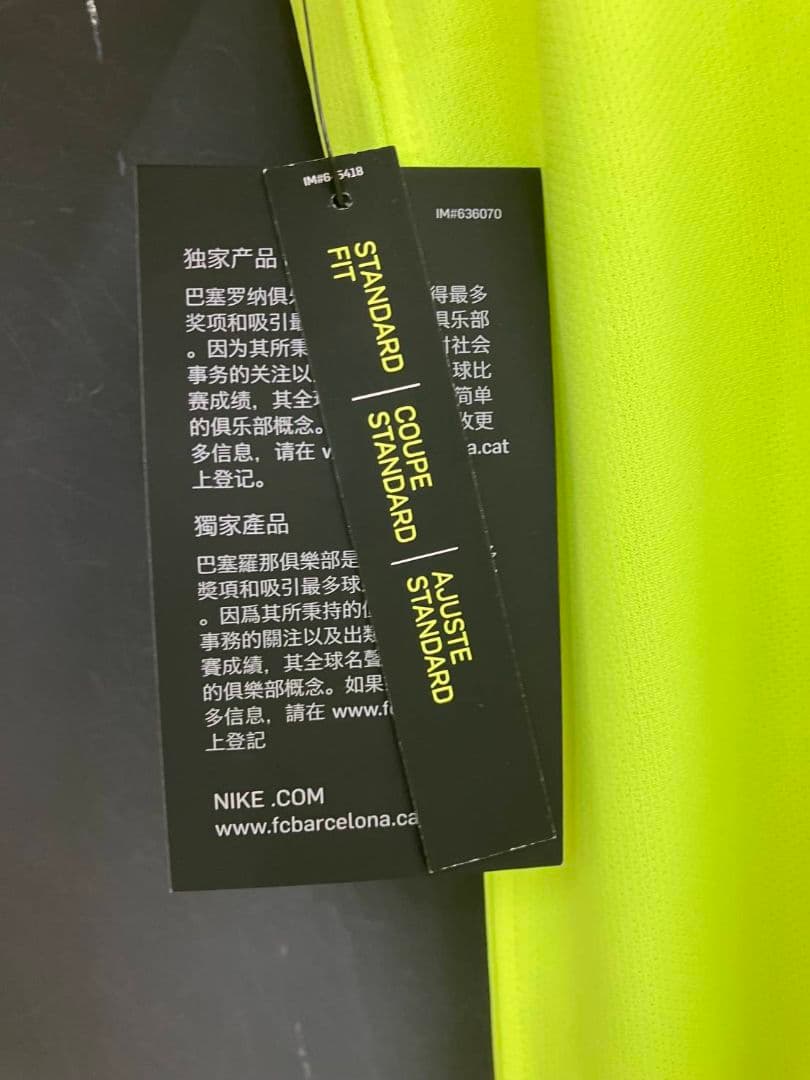 IM#636070
独家产品
巴塞罗纳俱 得最多
奖项和吸引 俱乐部
。因为其所秉 社会
事务的关注以 球比
赛成绩，其全 简单
的俱乐部概念。 更
多信息，请在 a.cat
上登记。
獨家產品
巴塞羅那俱樂部是
獎項和吸引最多球
。因爲其所秉持的
事務的關注以及出類
賽成績，其全球名聲
的俱樂部概念。如果
多信息，請在 www.f
上登記
NIKE .COM
www.fcbarcelona.ca
STANDARD
FIT
COUPE
STANDARD
AJUSTE
STANDARD